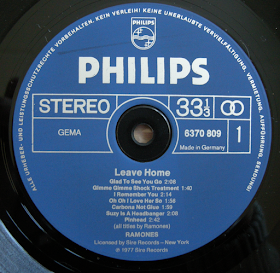 ALLE URHEBER- UND LEISTUNGSSCHUTZRECHTE VORBEHALTEN. KEIN VERLEIH! KEINE UNERLAUBTE VERVIELFÄLTIGUNG, VERMIETUNG, AUFFÜHRUNG, SENDUNG!
PHILIPS
PHILIPS
STEREO
33⅓
GEMA
6370 809
Made in Germany
1
Leave Home
Glad To See You Go 2:08
Gimme Gimme Shock Treatment 1:40
I Remember You 2:14
Oh Oh I Love Her So 1:58
Carbona Not Glue 1:59
Suzy Is A Headbanger 2:08
Pinhead 2:42
(all titles by Ramones)
RAMONES
Licensed by Sire Records – New York
℗ 1977 Sire Records